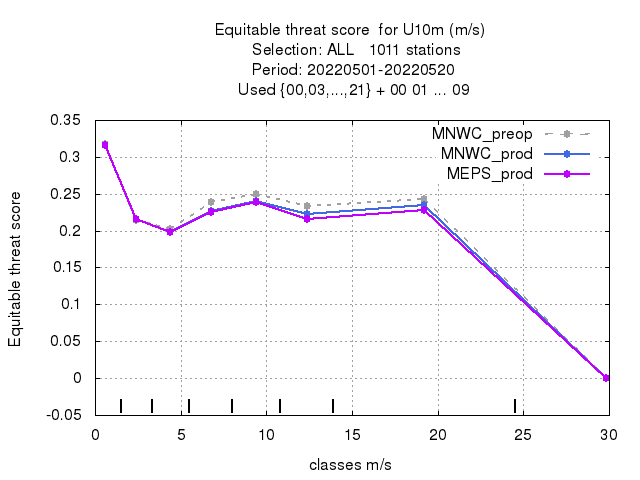 Equitable threat score  for U10m (m/s)
Selection: ALL   1011 stations
Period: 20220501-20220520
Used {00,03,...,21} + 00 01 ... 09
Equitable threat score
0.35
0.3
0.25
0.2
0.15
0.1
0.05
0
-0.05
MNWC_preop
MNWC_prod
MEPS_prod
0 5 10 15 20 25 30
classes m/s